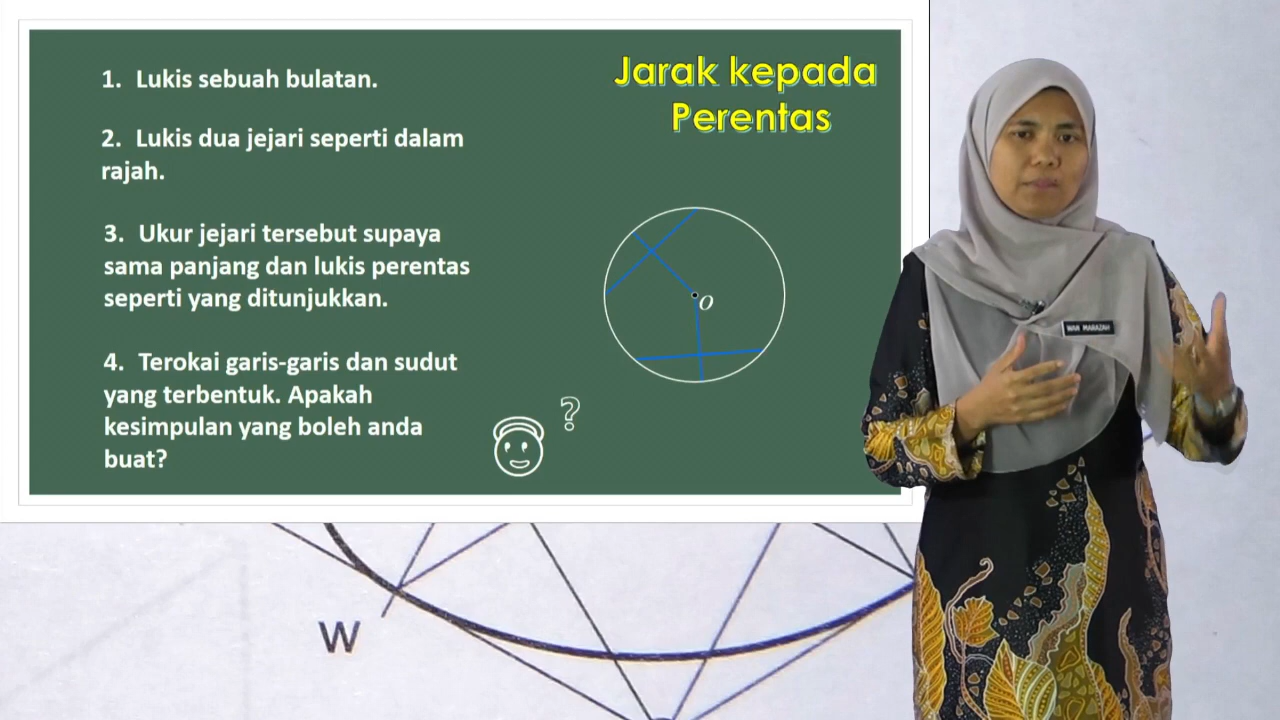 Jarak kepada
Perentas
1. Lukis sebuah bulatan.
2. Lukis dua jejari seperti dalam
rajah.
3. Ukur jejari tersebut supaya
sama panjang dan lukis perentas
seperti yang ditunjukkan.
4. Terokai garis-garis dan sudut
yang terbentuk. Apakah
kesimpulan yang boleh anda
buat?
?
O
WAN MARAZIAH
W